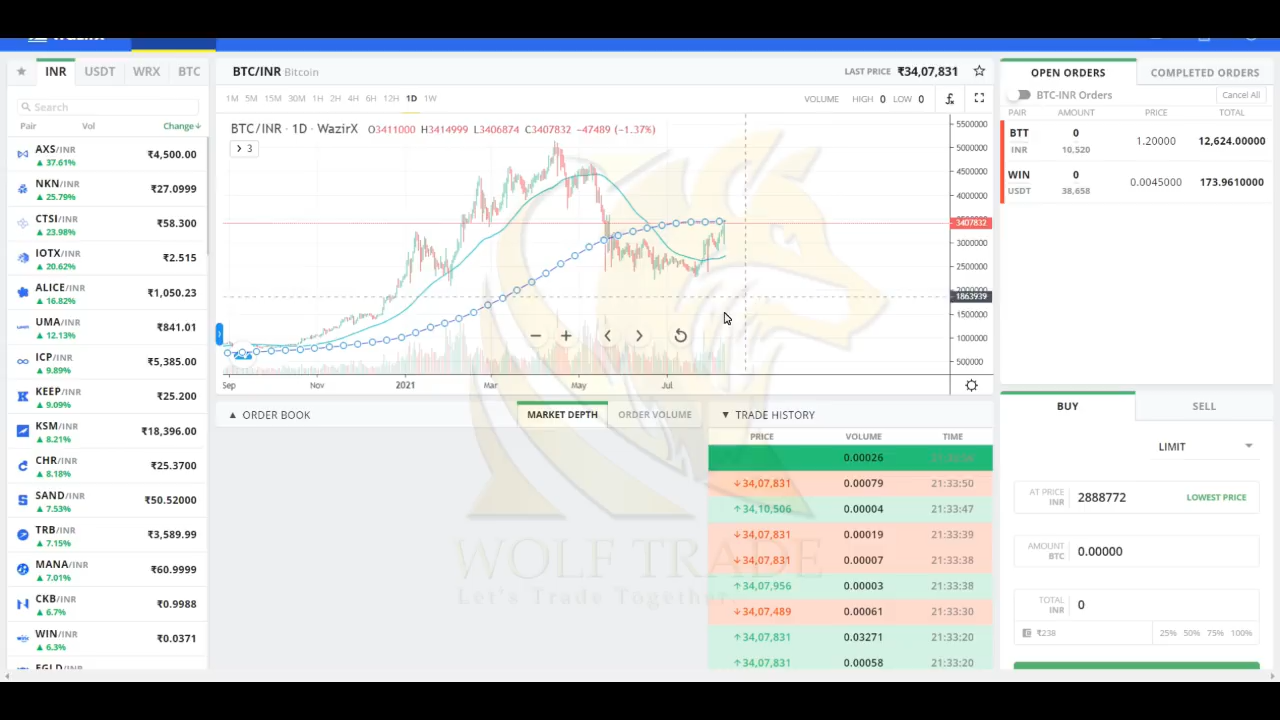 INR USDT WRX BTC
Search
Pair Vol Change
AXS/INR ₹4,500.00
▲ 37.61%
NKN/INR ₹27.0999
▲ 25.79%
CTSI/INR ₹58.300
▲ 23.98%
IOTX/INR ₹2.515
▲ 20.62%
ALICE/INR ₹1,050.23
▲ 16.82%
UMA/INR ₹841.01
▲ 12.13%
ICP/INR ₹5,385.00
▲ 9.89%
KEEP/INR ₹25.200
▲ 9.09%
KSM/INR ₹18,396.00
▲ 8.21%
CHR/INR ₹25.3700
▲ 8.18%
SAND/INR ₹50.52000
▲ 7.53%
TRB/INR ₹3,589.99
▲ 7.15%
MANA/INR ₹60.9999
▲ 7.01%
CKB/INR ₹0.9988
▲ 6.7%
WIN/INR ₹0.0371
▲ 6.3%
BTC/INR Bitcoin LAST PRICE ₹34,07,831
1M 5M 15M 30M 1H 2H 4H 6H 12H 1D 1W VOLUME HIGH 0 LOW 0
BTC/INR · 1D · WazirX O3411000 H3414999 L3406874 C3407832 −47489 (−1.37%)
3
5500000
5000000
4500000
4000000
3407832
3000000
2500000
1863939
1500000
1000000
500000
Sep Nov 2021 Mar May Jul
▲ ORDER BOOK MARKET DEPTH ORDER VOLUME
▼ TRADE HISTORY
PRICE VOLUME TIME
0.00026
↓34,07,831 0.00079 21:33:50
↑34,10,506 0.00004 21:33:47
↓34,07,831 0.00019 21:33:39
↓34,07,831 0.00007 21:33:38
↑34,07,956 0.00003 21:33:38
↓34,07,489 0.00061 21:33:30
↑34,07,831 0.03271 21:33:20
↑34,07,831 0.00058 21:33:20
WOLF TRADE
Let's Trade Together.
OPEN ORDERS COMPLETED ORDERS
BTC-INR Orders Cancel All
PAIR AMOUNT PRICE TOTAL
BTT 0 1.20000 12,624.00000
INR 10.520
WIN 0 0.0045000 173.9610000
USDT 38,658
BUY SELL
LIMIT
AT PRICE INR 2888772 LOWEST PRICE
AMOUNT BTC 0.00000
TOTAL INR 0
₹238 25% 50% 75% 100%